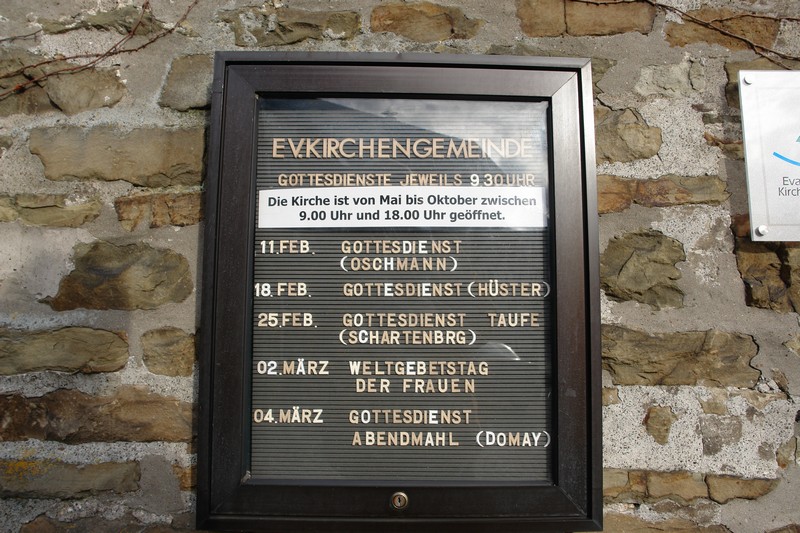 EV.KIRCHENGEMEINDE
GOTTESDIENSTE JEWEILS 9 30 UHR
Die Kirche ist von Mai bis Oktober zwischen
9.00 Uhr und 18.00 Uhr geöffnet.
11.FEB. GOTTESDIENST
(OSCHMANN)
18.FEB. GOTTESDIENST (HÜSTER)
25.FEB. GOTTESDIENST TAUFE
(SCHARTENBRG)
02.MÄRZ WELTGEBETSTAG
DER FRAUEN
04.MÄRZ GOTTESDIENST
ABENDMAHL (DOMAY)
Eva
Kirch